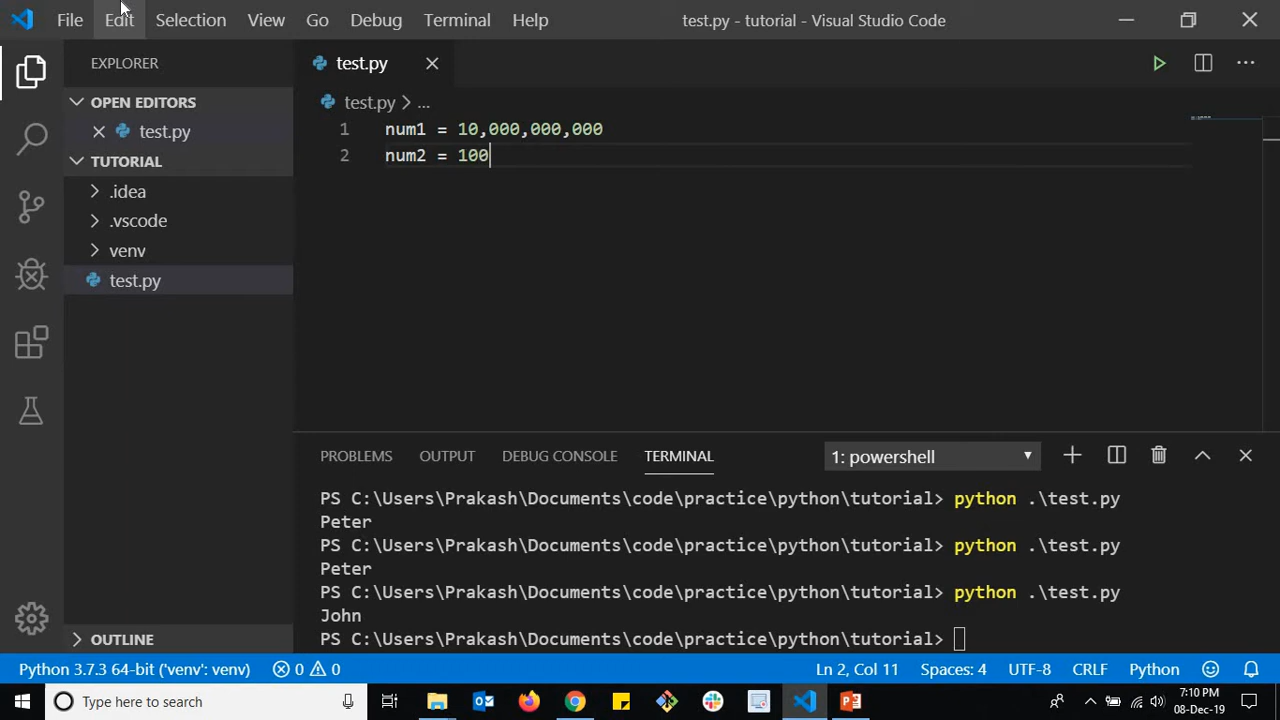 File Edit Selection View Go Debug Terminal Help test.py - tutorial - Visual Studio Code
EXPLORER
OPEN EDITORS
test.py
TUTORIAL
.idea
.vscode
venv
test.py
OUTLINE
test.py
test.py > ...
1 num1 = 10,000,000,000
2 num2 = 100
PROBLEMS OUTPUT DEBUG CONSOLE TERMINAL 1: powershell
PS C:\Users\Prakash\Documents\code\practice\python\tutorial> python .\test.py
Peter
PS C:\Users\Prakash\Documents\code\practice\python\tutorial> python .\test.py
Peter
PS C:\Users\Prakash\Documents\code\practice\python\tutorial> python .\test.py
John
PS C:\Users\Prakash\Documents\code\practice\python\tutorial>
Python 3.7.3 64-bit ('venv': venv) 0 0 Ln 2, Col 11 Spaces: 4 UTF-8 CRLF Python
Type here to search
7:10 PM
08-Dec-19